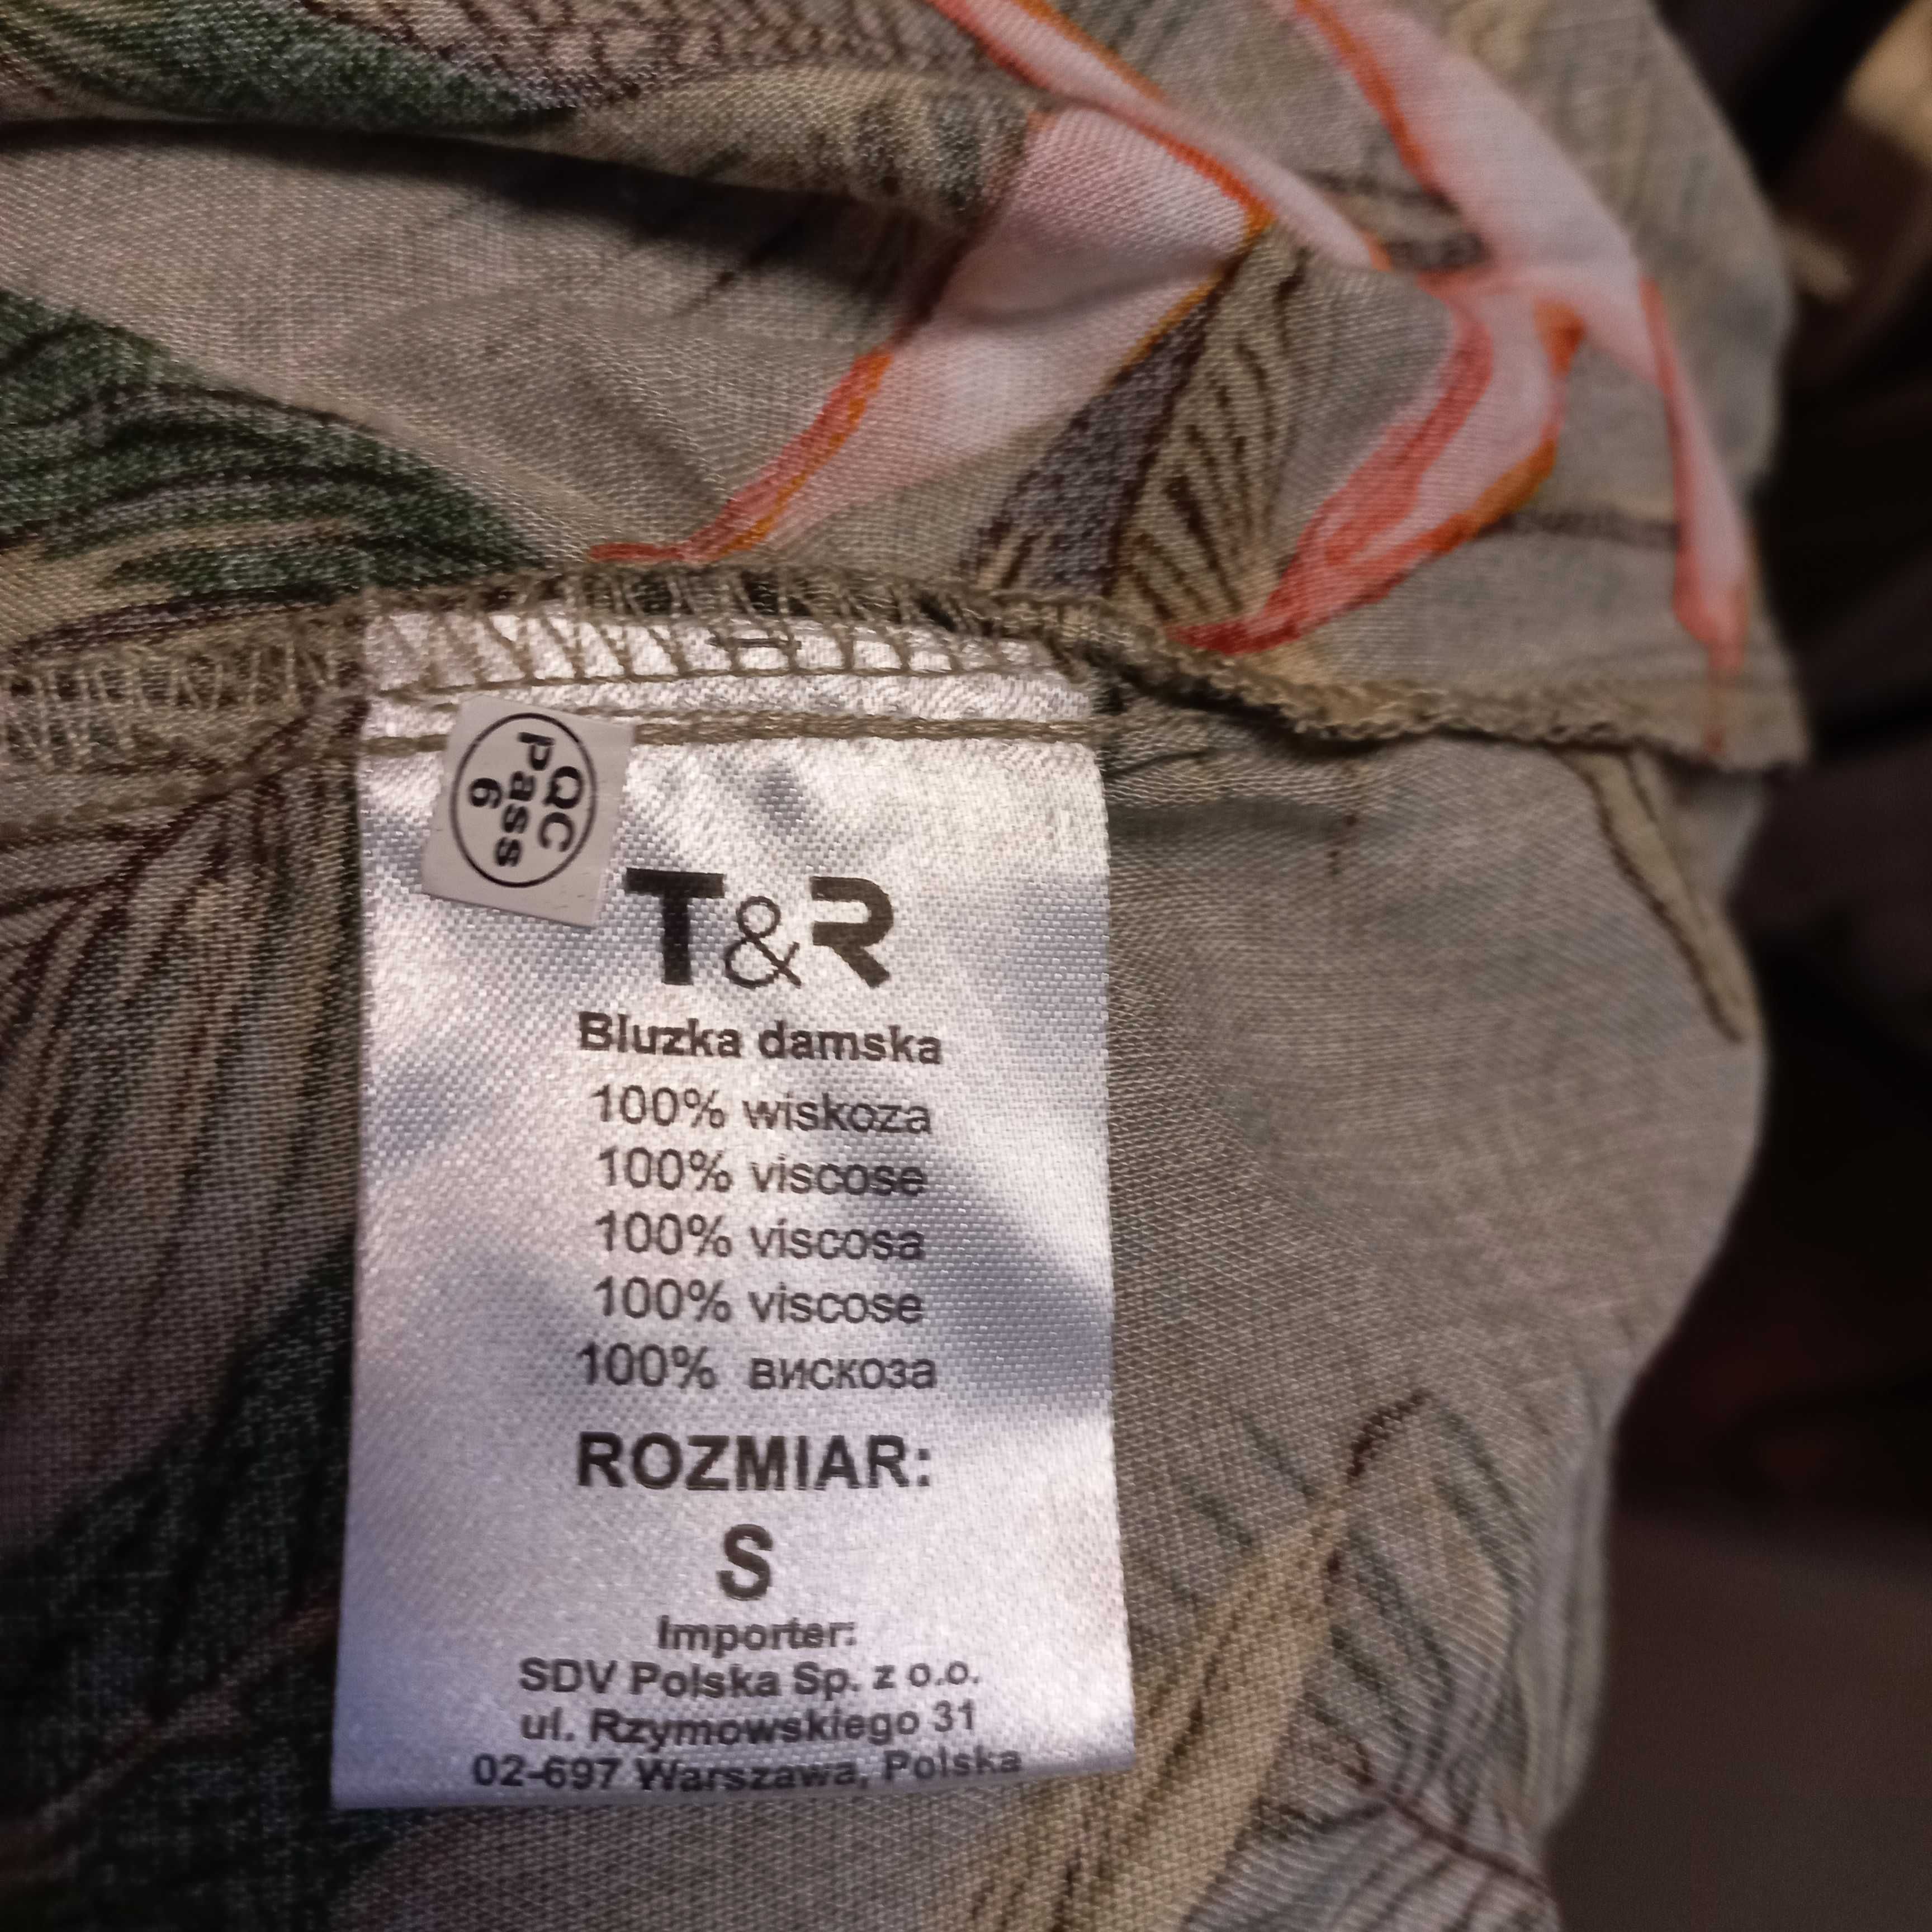 QC
Pass
6
T&R
Bluzka damska
100% wiskoza
100% viscose
100% viscosa
100% viscose
100% вискоза
ROZMIAR:
S
Importer:
SDV Polska Sp. z o.o.
ul. Rzymowskiego 31
02-697 Warszawa, Polska